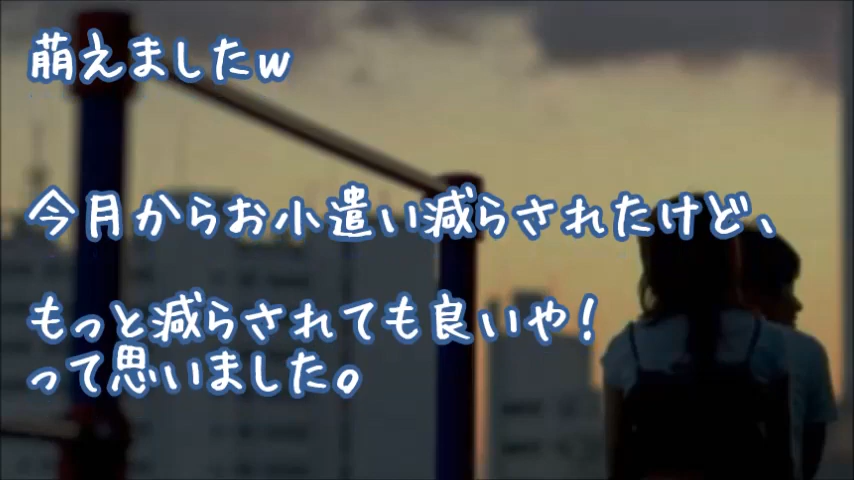 萌えましたw
今月からお小遣い減らされたけど、
もっと減らされても良いや！
って思いました。